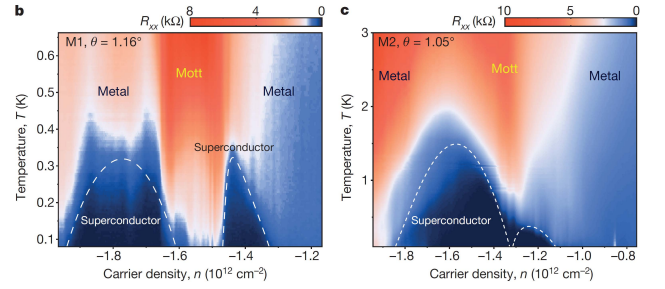 b
R_xx (kΩ)
8 4 0
M1, θ = 1.16°
Mott
Metal
Metal
Superconductor
Superconductor
0.6
0.5
0.4
0.3
0.2
0.1
Temperature, T (K)
−1.8 −1.6 −1.4 −1.2
Carrier density, n (10¹² cm⁻²)
c
R_xx (kΩ)
10 5 0
M2, θ = 1.05°
Metal
Mott
Metal
Superconductor
3
2
1
Temperature, T (K)
−1.8 −1.6 −1.4 −1.2 −1.0 −0.8
Carrier density, n (10¹² cm⁻²)